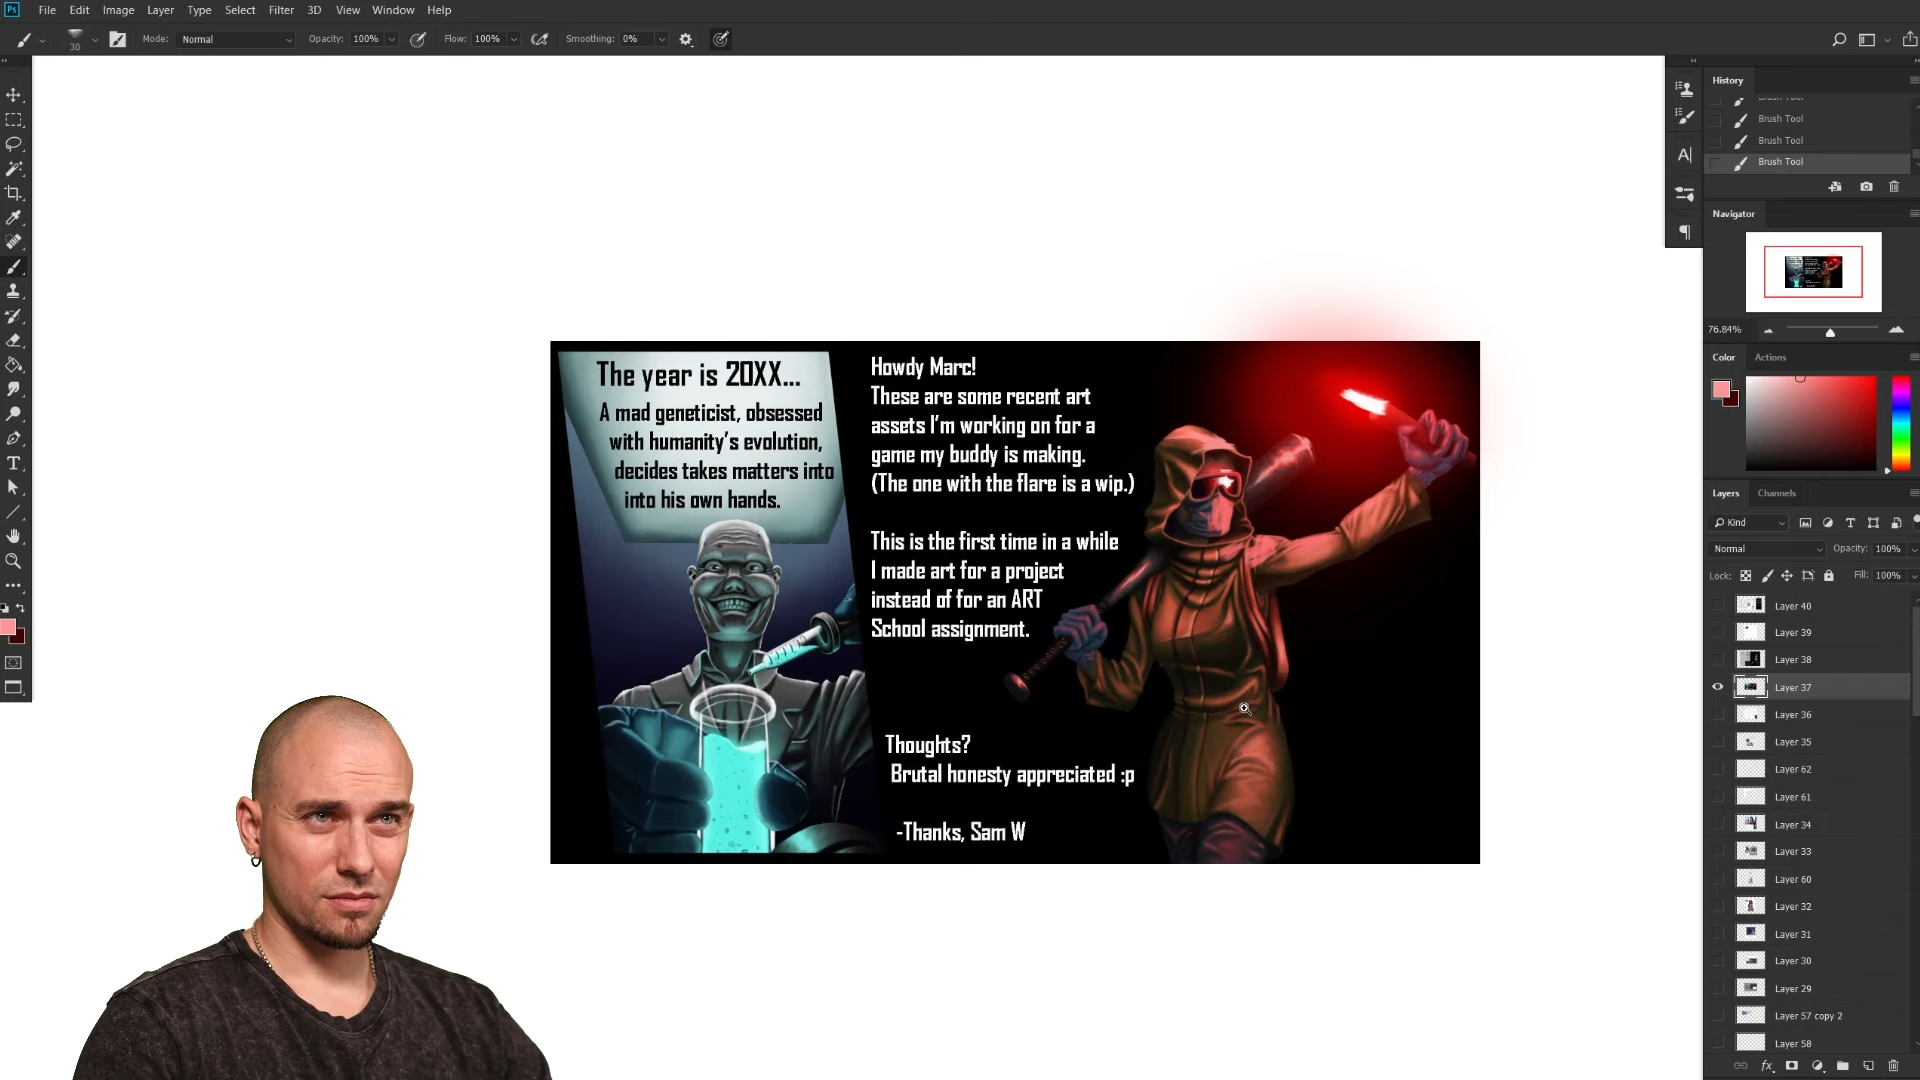 Ps File Edit Image Layer Type Select Filter 3D View Window Help
30 Mode: Normal Opacity: 100% Flow: 100% Smoothing: 0%
History
Brush Tool
Brush Tool
Brush Tool
Brush Tool
Navigator
76.84%
Color Actions
Layers Channels
Kind
Normal Opacity: 100%
Lock: Fill: 100%
Layer 40
Layer 39
Layer 38
Layer 37
Layer 36
Layer 35
Layer 62
Layer 61
Layer 34
Layer 33
Layer 60
Layer 32
Layer 31
Layer 30
Layer 29
Layer 57 copy 2
Layer 58
fx
The year is 20XX...
A mad geneticist, obsessed
with humanity's evolution,
decides takes matters into
into his own hands.
Howdy Marc!
These are some recent art
assets I'm working on for a
game my buddy is making.
(The one with the flare is a wip.)
This is the first time in a while
I made art for a project
instead of for an ART
School assignment.
Thoughts?
Brutal honesty appreciated :p
-Thanks, Sam W